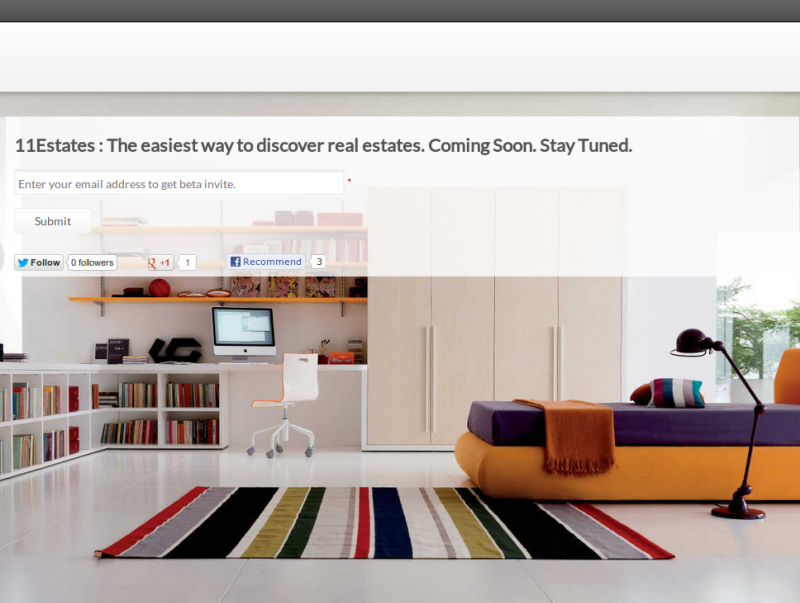 11Estates : The easiest way to discover real estates. Coming Soon. Stay Tuned.
Enter your email address to get beta invite. *
Submit
Follow 0 followers g +1 1 f Recommend 3